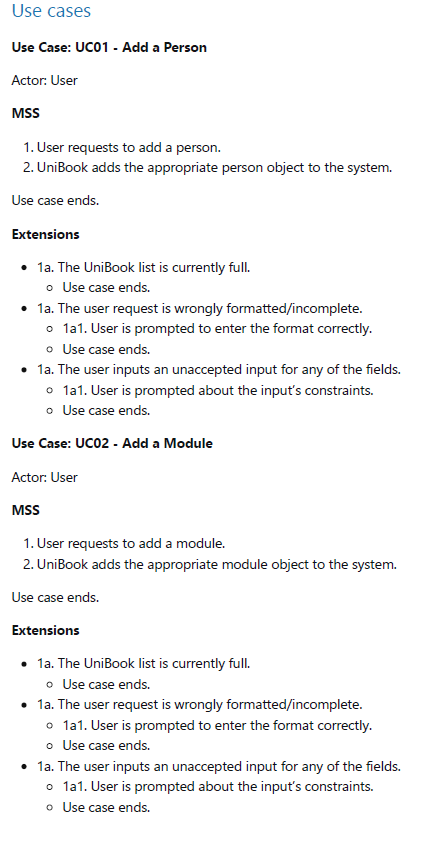 Use cases
Use Case: UC01 - Add a Person
Actor: User
MSS
1. User requests to add a person.
2. UniBook adds the appropriate person object to the system.
Use case ends.
Extensions
• 1a. The UniBook list is currently full.
○ Use case ends.
• 1a. The user request is wrongly formatted/incomplete.
○ 1a1. User is prompted to enter the format correctly.
○ Use case ends.
• 1a. The user inputs an unaccepted input for any of the fields.
○ 1a1. User is prompted about the input's constraints.
○ Use case ends.
Use Case: UC02 - Add a Module
Actor: User
MSS
1. User requests to add a module.
2. UniBook adds the appropriate module object to the system.
Use case ends.
Extensions
• 1a. The UniBook list is currently full.
○ Use case ends.
• 1a. The user request is wrongly formatted/incomplete.
○ 1a1. User is prompted to enter the format correctly.
○ Use case ends.
• 1a. The user inputs an unaccepted input for any of the fields.
○ 1a1. User is prompted about the input's constraints.
○ Use case ends.